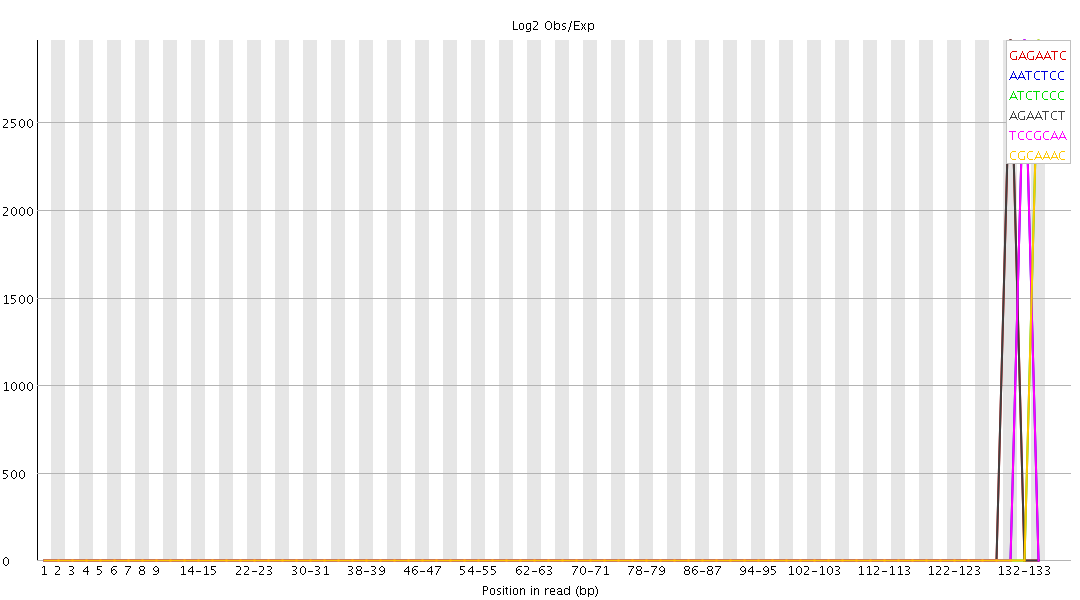 Log2 Obs/Exp
GAGAATC
AATCTCC
ATCTCCC
AGAATCT
TCCGCAA
CGCAAAC
2500
2000
1500
1000
500
0
1 2 3 4 5 6 7 8 9 14-15 22-23 30-31 38-39 46-47 54-55 62-63 70-71 78-79 86-87 94-95 102-103 112-113 122-123 132-133
Position in read (bp)